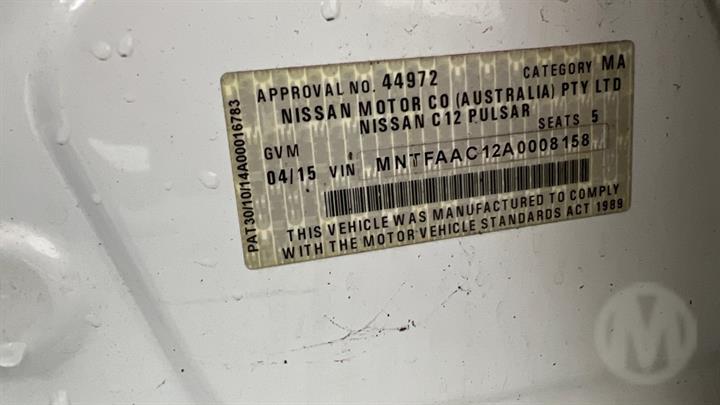 APPROVAL NO. 44972 CATEGORY MA
NISSAN MOTOR CO (AUSTRALIA) PTY LTD
NISSAN C12 PULSAR
GVM SEATS 5
04/15 VIN MNTFAAC12A0008158
THIS VEHICLE WAS MANUFACTURED TO COMPLY
WITH THE MOTOR VEHICLE STANDARDS ACT 1989
PAT30/10/14A00016783
M